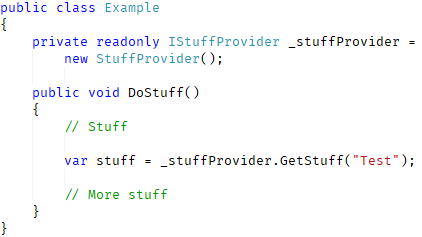 public class Example
{
    private readonly IStuffProvider _stuffProvider =
        new StuffProvider();

    public void DoStuff()
    {
        // Stuff

        var stuff = _stuffProvider.GetStuff("Test");

        // More stuff
    }
}